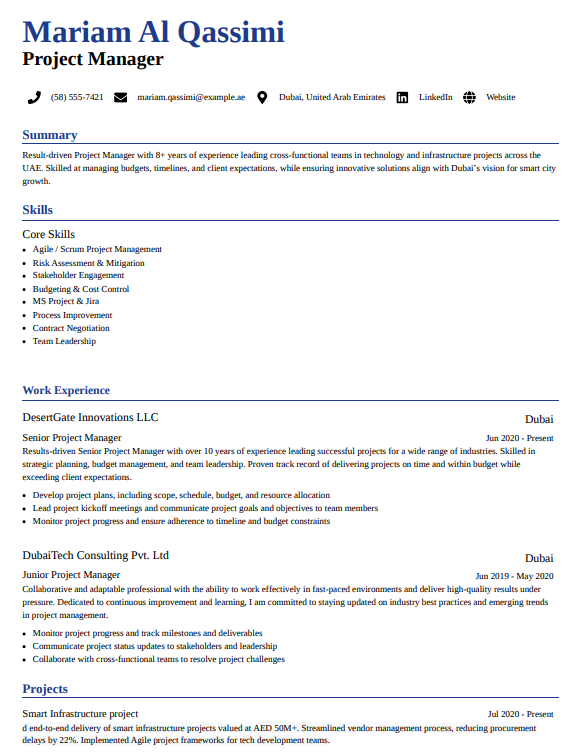 Mariam Al Qassimi
Project Manager
(58) 555-7421 mariam.qassimi@example.ae Dubai, United Arab Emirates LinkedIn Website
Summary
Result-driven Project Manager with 8+ years of experience leading cross-functional teams in technology and infrastructure projects across the
UAE. Skilled at managing budgets, timelines, and client expectations, while ensuring innovative solutions align with Dubai's vision for smart city
growth.
Skills
Core Skills
• Agile / Scrum Project Management
• Risk Assessment & Mitigation
• Stakeholder Engagement
• Budgeting & Cost Control
• MS Project & Jira
• Process Improvement
• Contract Negotiation
• Team Leadership
Work Experience
DesertGate Innovations LLC Dubai
Senior Project Manager Jun 2020 - Present
Results-driven Senior Project Manager with over 10 years of experience leading successful projects for a wide range of industries. Skilled in
strategic planning, budget management, and team leadership. Proven track record of delivering projects on time and within budget while
exceeding client expectations.
• Develop project plans, including scope, schedule, budget, and resource allocation
• Lead project kickoff meetings and communicate project goals and objectives to team members
• Monitor project progress and ensure adherence to timeline and budget constraints
DubaiTech Consulting Pvt. Ltd Dubai
Junior Project Manager Jun 2019 - May 2020
Collaborative and adaptable professional with the ability to work effectively in fast-paced environments and deliver high-quality results under
pressure. Dedicated to continuous improvement and learning, I am committed to staying updated on industry best practices and emerging trends
in project management.
• Monitor project progress and track milestones and deliverables
• Communicate project status updates to stakeholders and leadership
• Collaborate with cross-functional teams to resolve project challenges
Projects
Smart Infrastructure project Jul 2020 - Present
d end-to-end delivery of smart infrastructure projects valued at AED 50M+. Streamlined vendor management process, reducing procurement
delays by 22%. Implemented Agile project frameworks for tech development teams.